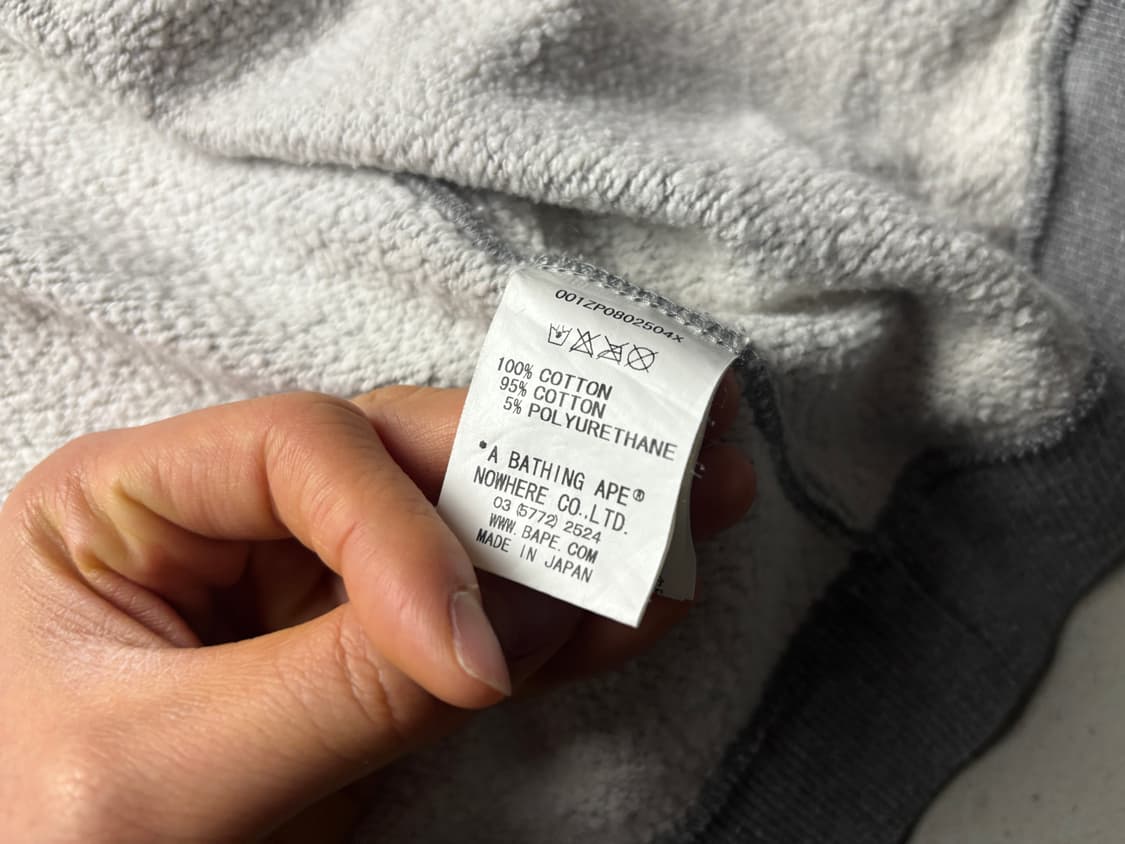 001ZP0802504X
100% COTTON
95% COTTON
5% POLYURETHANE
*A BATHING APE®
NOWHERE CO.,LTD.
03 (5772) 2524
WWW. BAPE. COM
MADE IN JAPAN